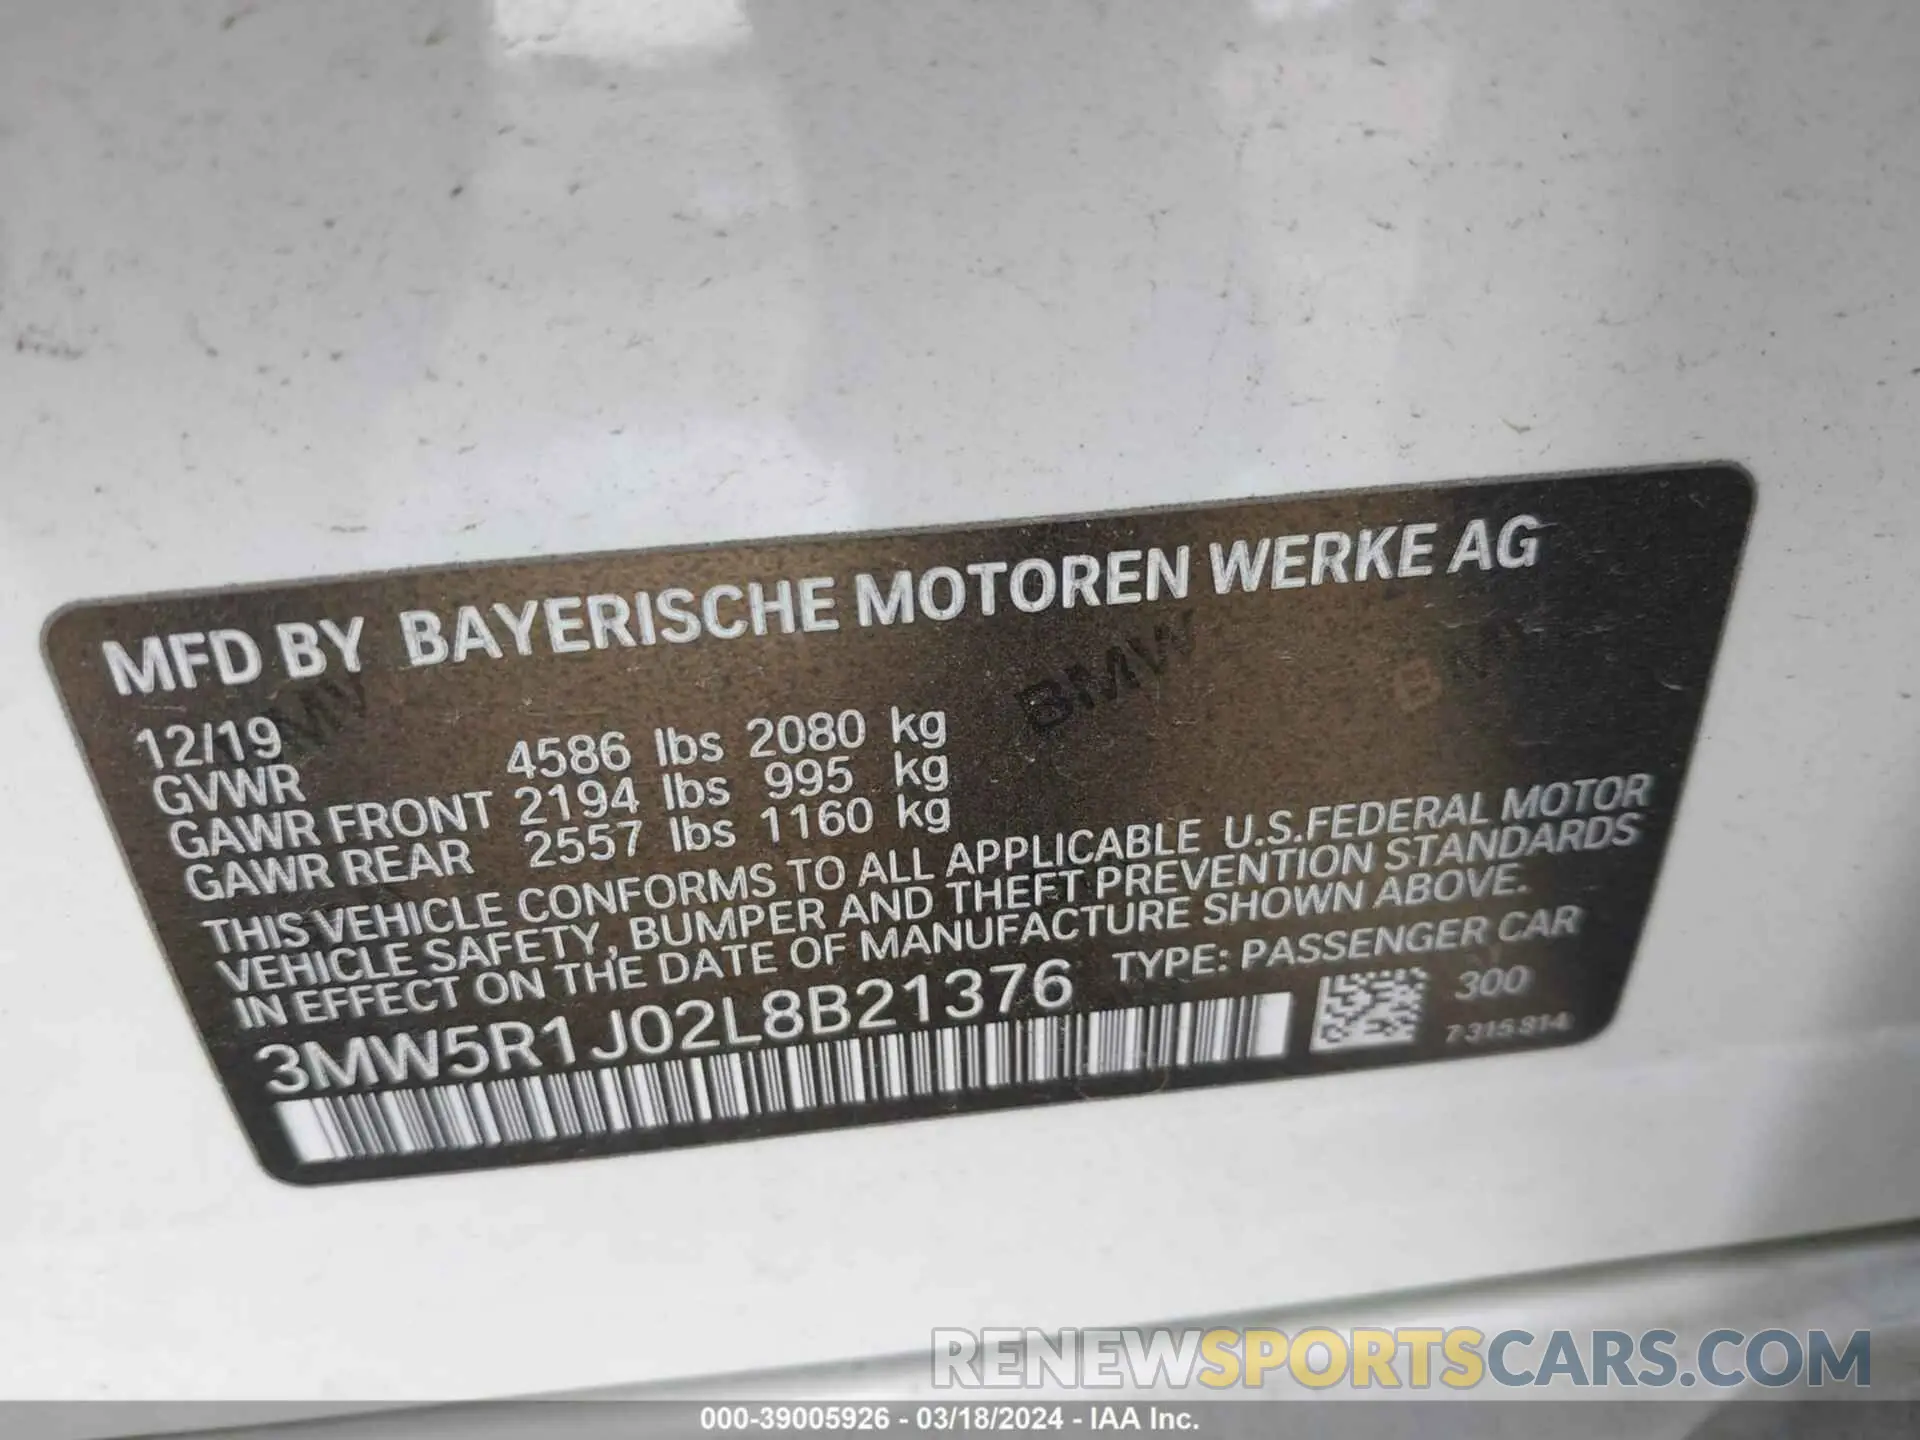 MFD BY BAYERISCHE MOTOREN WERKE AG
12/19
GVWR 4586 lbs 2080 kg
GAWR FRONT 2194 lbs 995 kg
GAWR REAR 2557 lbs 1160 kg
THIS VEHICLE CONFORMS TO ALL APPLICABLE U.S.FEDERAL MOTOR
VEHICLE SAFETY, BUMPER AND THEFT PREVENTION STANDARDS
IN EFFECT ON THE DATE OF MANUFACTURE SHOWN ABOVE.
3MW5R1J02L8B21376 TYPE: PASSENGER CAR
300
7 315 814
BMW
RENEWSPORTSCARS.COM
000-39005926 - 03/18/2024 - IAA Inc.